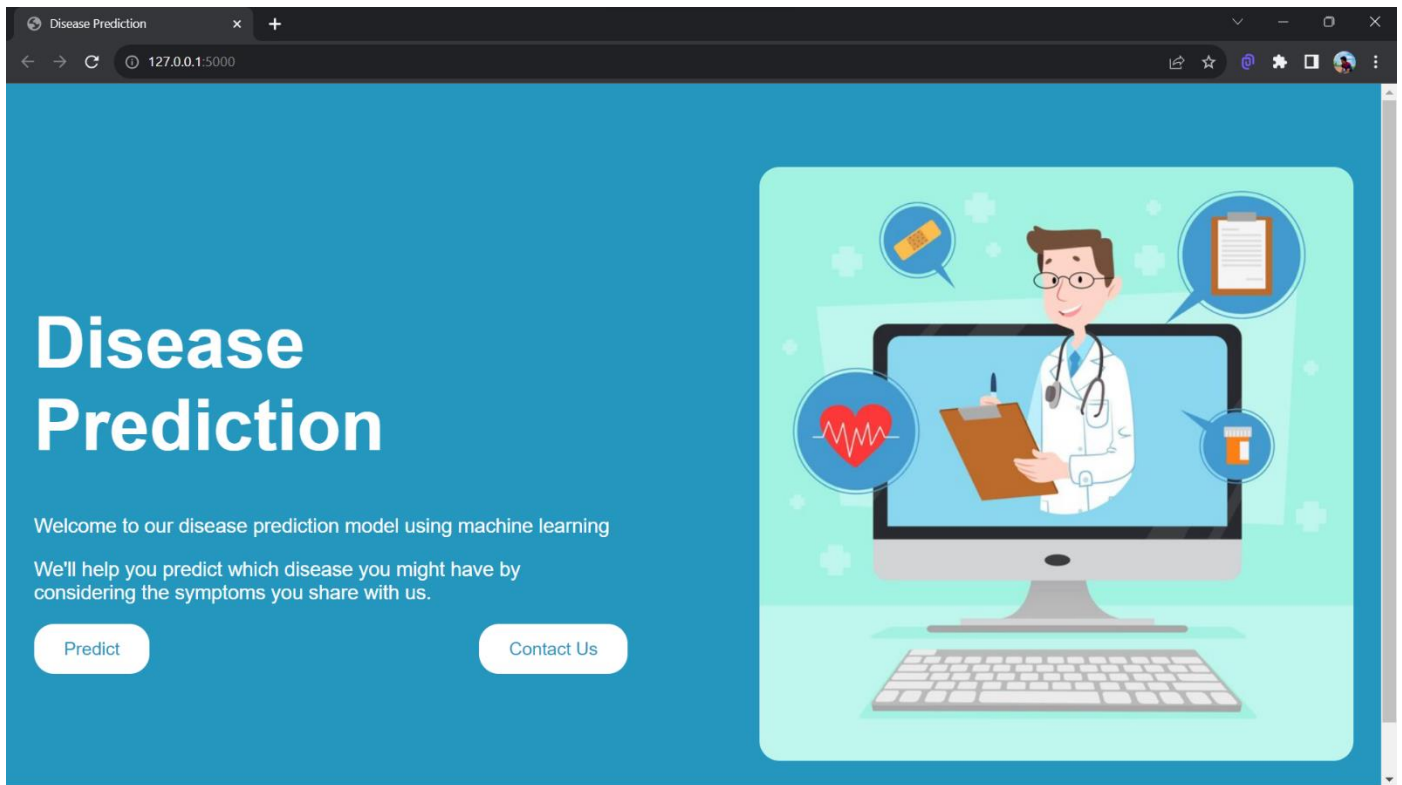 Disease Prediction
127.0.0.1:5000
Disease
Prediction
Welcome to our disease prediction model using machine learning
We'll help you predict which disease you might have by
considering the symptoms you share with us.
Predict
Contact Us